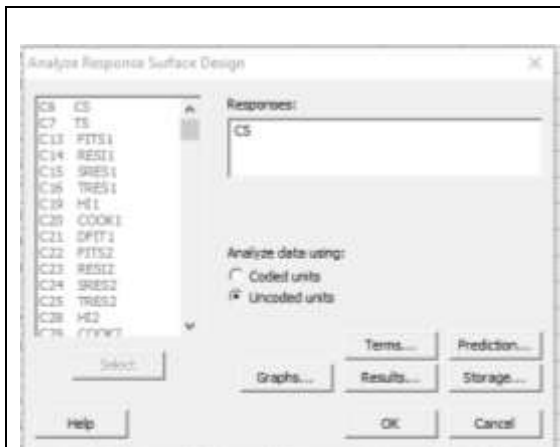 Analyze Response Surface Design
C6 CS
C7 TS
C13 FITS1
C14 RESI1
C15 SRES1
C16 TRES1
C19 HI1
C20 COOK1
C21 DFIT1
C22 FITS2
C23 RESI2
C24 SRES2
C25 TRES2
C28 HI2
C29 COOK2
Select
Help
Responses:
CS
Analyze data using:
Coded units
Uncoded units
Terms...
Prediction...
Graphs...
Results...
Storage...
OK
Cancel